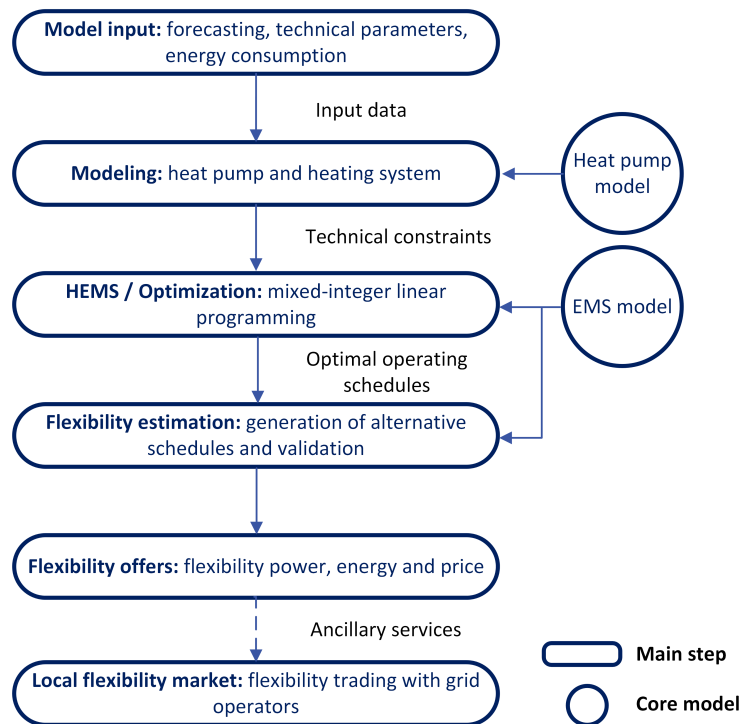 Model input: forecasting, technical parameters,
energy consumption
Input data
Modeling: heat pump and heating system
Heat pump
model
Technical constraints
HEMS / Optimization: mixed-integer linear
programming
EMS model
Optimal operating
schedules
Flexibility estimation: generation of alternative
schedules and validation
Flexibility offers: flexibility power, energy and price
Ancillary services
Local flexibility market: flexibility trading with grid
operators
Main step
Core model